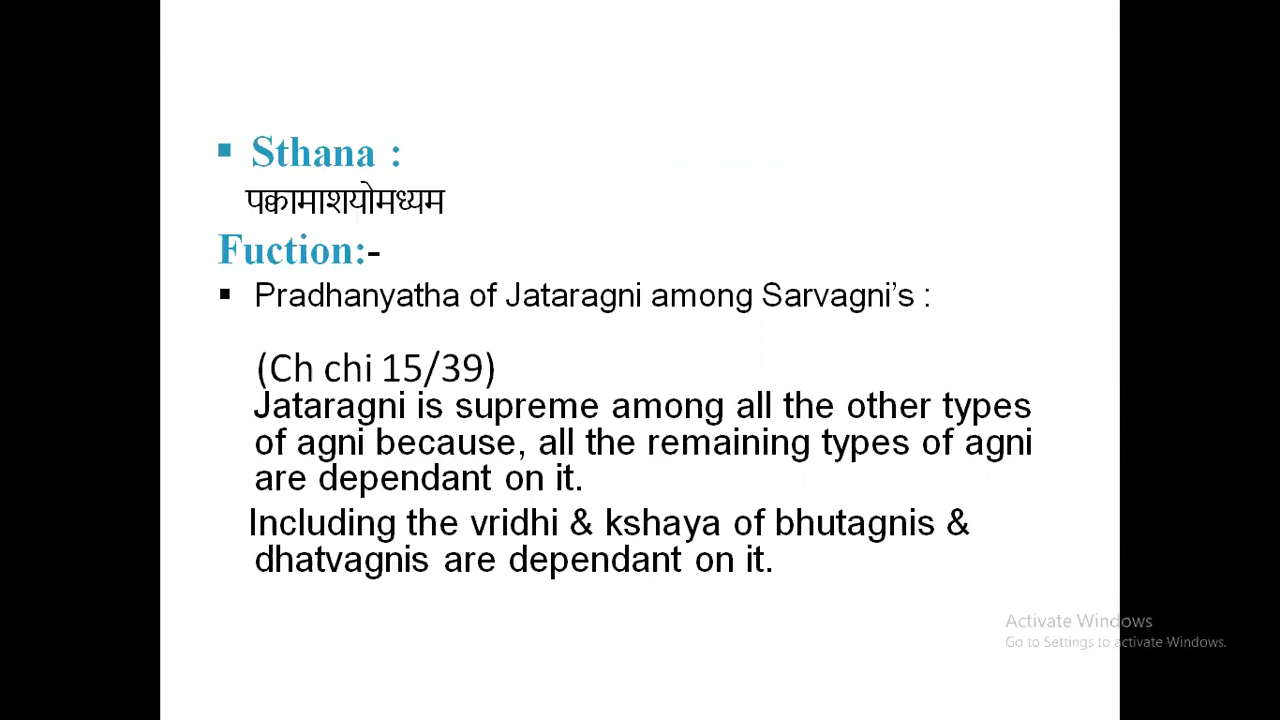 ▪ Sthana :
पक्कामाशयोमध्यम
Fuction:-
▪ Pradhanyatha of Jataragni among Sarvagni’s :
(Ch chi 15/39)
Jataragni is supreme among all the other types
of agni because, all the remaining types of agni
are dependant on it.
Including the vridhi & kshaya of bhutagnis &
dhatvagnis are dependant on it.
Activate Windows
Go to Settings to activate Windows.